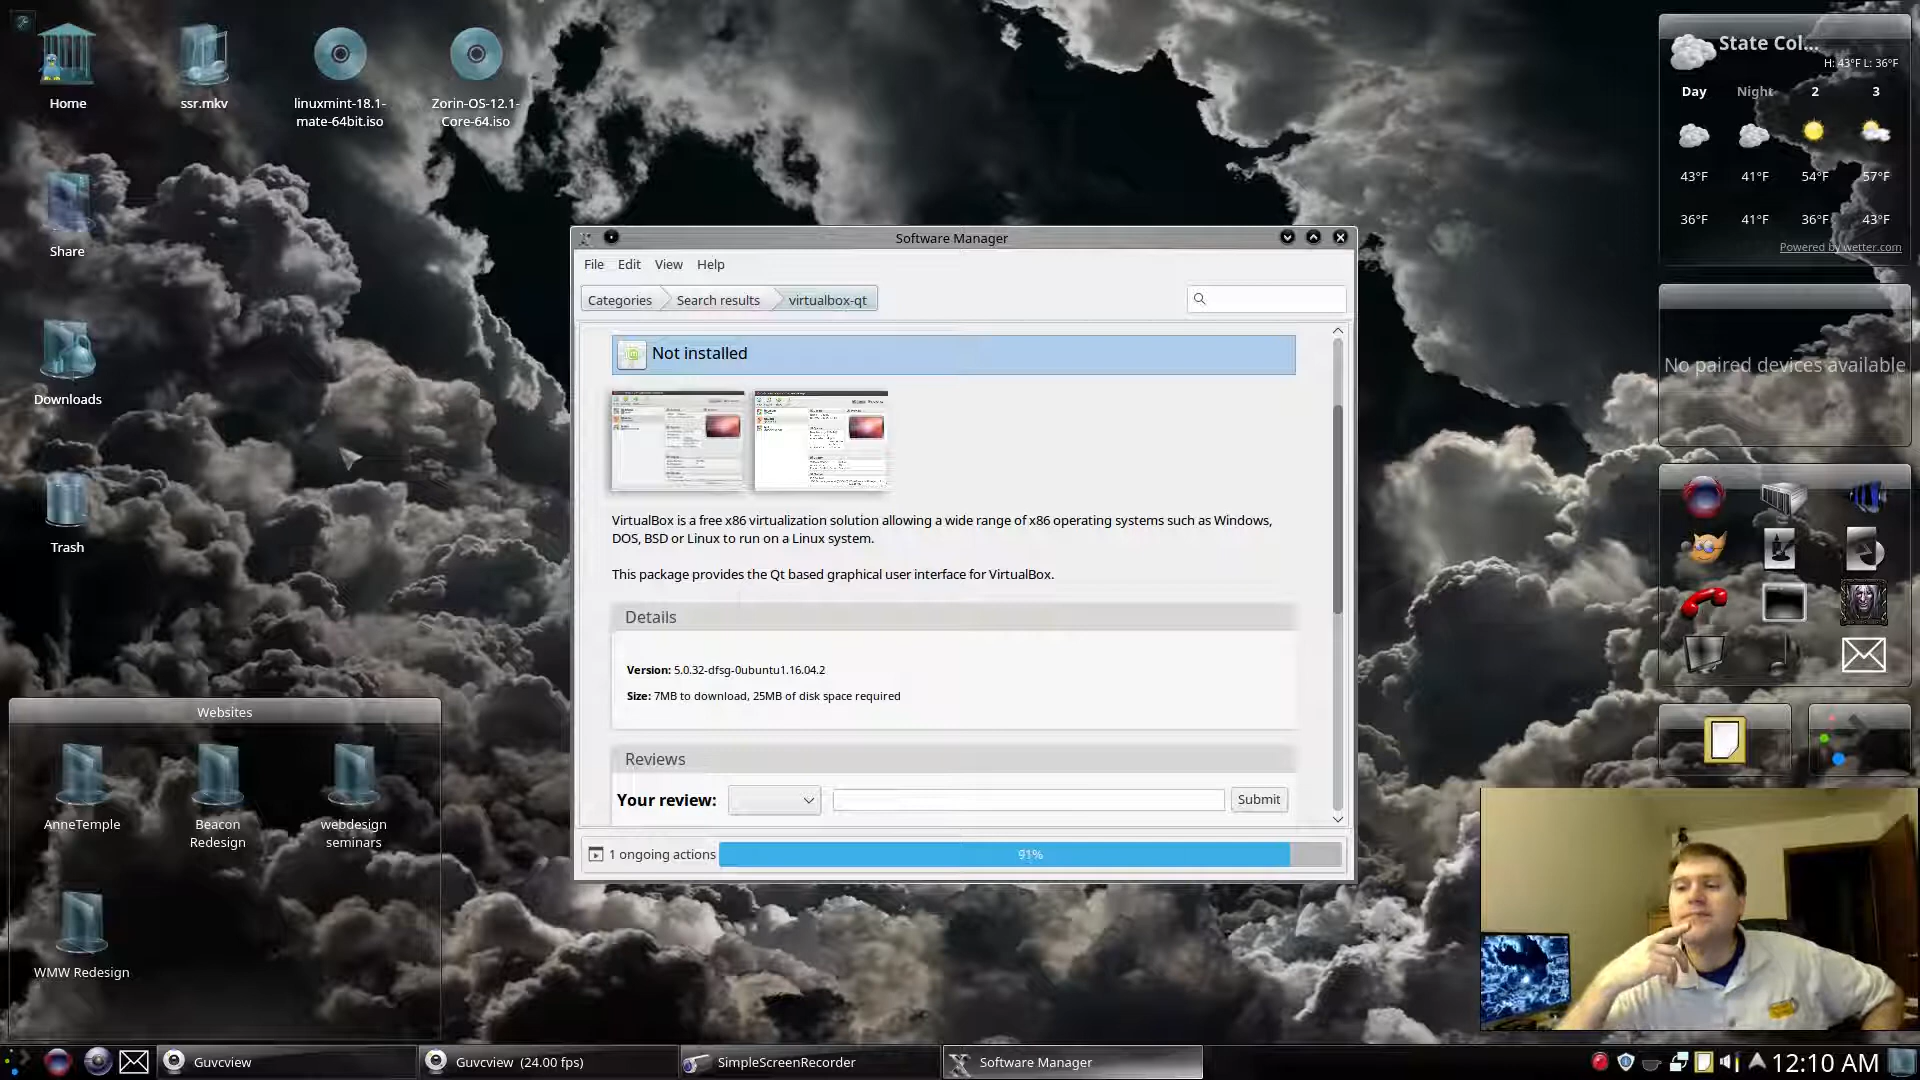 Home
ssr.mkv
linuxmint-18.1-
mate-64bit.iso
Zorin-OS-12.1-
Core-64.iso
Share
Downloads
Trash
Websites
AnneTemple
Beacon
Redesign
webdesign
seminars
WMW Redesign
Software Manager
File Edit View Help
Categories Search results virtualbox-qt
Not installed
VirtualBox is a free x86 virtualization solution allowing a wide range of x86 operating systems such as Windows,
DOS, BSD or Linux to run on a Linux system.
This package provides the Qt based graphical user interface for VirtualBox.
Details
Version: 5.0.32-dfsg-0ubuntu1.16.04.2
Size: 7MB to download, 25MB of disk space required
Reviews
Your review: Submit
1 ongoing actions 91%
State Col...
H: 43°F L: 36°F
Day Night 2 3
43°F 41°F 54°F 57°F
36°F 41°F 36°F 43°F
Powered by wetter.com
No paired devices available
Guvcview
Guvcview (24.00 fps)
SimpleScreenRecorder
Software Manager
12:10 AM